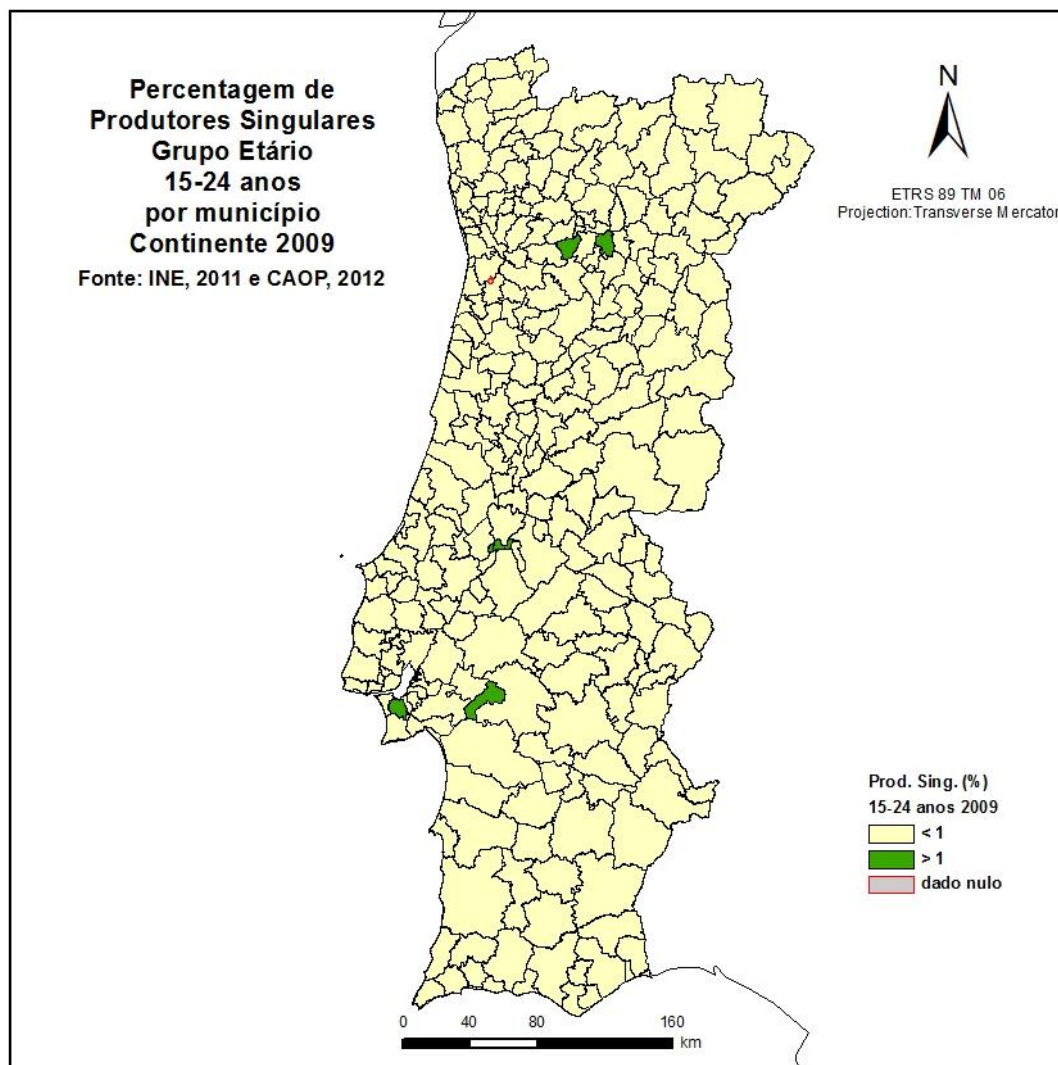 Percentagem de
Produtores Singulares
Grupo Etário
15-24 anos
por município
Continente 2009
Fonte: INE, 2011 e CAOP, 2012
N
ETRS 89 TM 06
Projection: Transverse Mercator
Prod. Sing. (%)
15-24 anos 2009
< 1
> 1
dado nulo
0 40 80 160
km